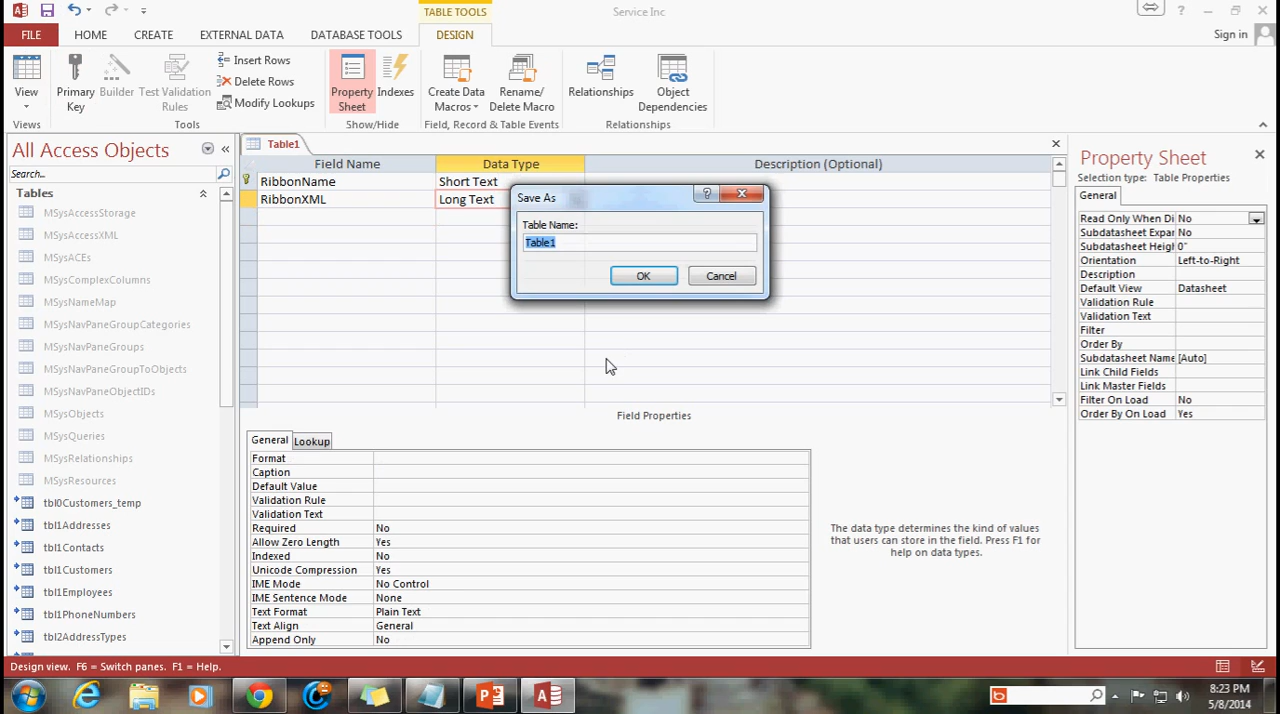 TABLE TOOLS
Service Inc
?
FILE
HOME
CREATE
EXTERNAL DATA
DATABASE TOOLS
DESIGN
Sign in
View
Primary Key
Builder
Test Validation Rules
Insert Rows
Delete Rows
Modify Lookups
Property Sheet
Indexes
Create Data Macros
Rename/ Delete Macro
Relationships
Object Dependencies
Views
Tools
Show/Hide
Field, Record & Table Events
Relationships
All Access Objects
Search...
Tables
MSysAccessStorage
MSysAccessXML
MSysACEs
MSysComplexColumns
MSysNameMap
MSysNavPaneGroupCategories
MSysNavPaneGroups
MSysNavPaneGroupToObjects
MSysNavPaneObjectIDs
MSysObjects
MSysQueries
MSysRelationships
MSysResources
tbl0Customers_temp
tbl1Addresses
tbl1Contacts
tbl1Customers
tbl1Employees
tbl1PhoneNumbers
tbl2AddressTypes
Table1
Field Name Data Type Description (Optional)
RibbonName Short Text
RibbonXML Long Text
Save As
?
Table Name:
Table1
OK Cancel
Field Properties
General Lookup
Format
Caption
Default Value
Validation Rule
Validation Text
Required No
Allow Zero Length Yes
Indexed No
Unicode Compression Yes
IME Mode No Control
IME Sentence Mode None
Text Format Plain Text
Text Align General
Append Only No
The data type determines the kind of values
that users can store in the field. Press F1 for
help on data types.
Property Sheet
Selection type: Table Properties
General
Read Only When Di No
Subdatasheet Expan No
Subdatasheet Heigh 0"
Orientation Left-to-Right
Description
Default View Datasheet
Validation Rule
Validation Text
Filter
Order By
Subdatasheet Name [Auto]
Link Child Fields
Link Master Fields
Filter On Load No
Order By On Load Yes
Design view. F6 = Switch panes. F1 = Help.
8:23 PM
5/8/2014